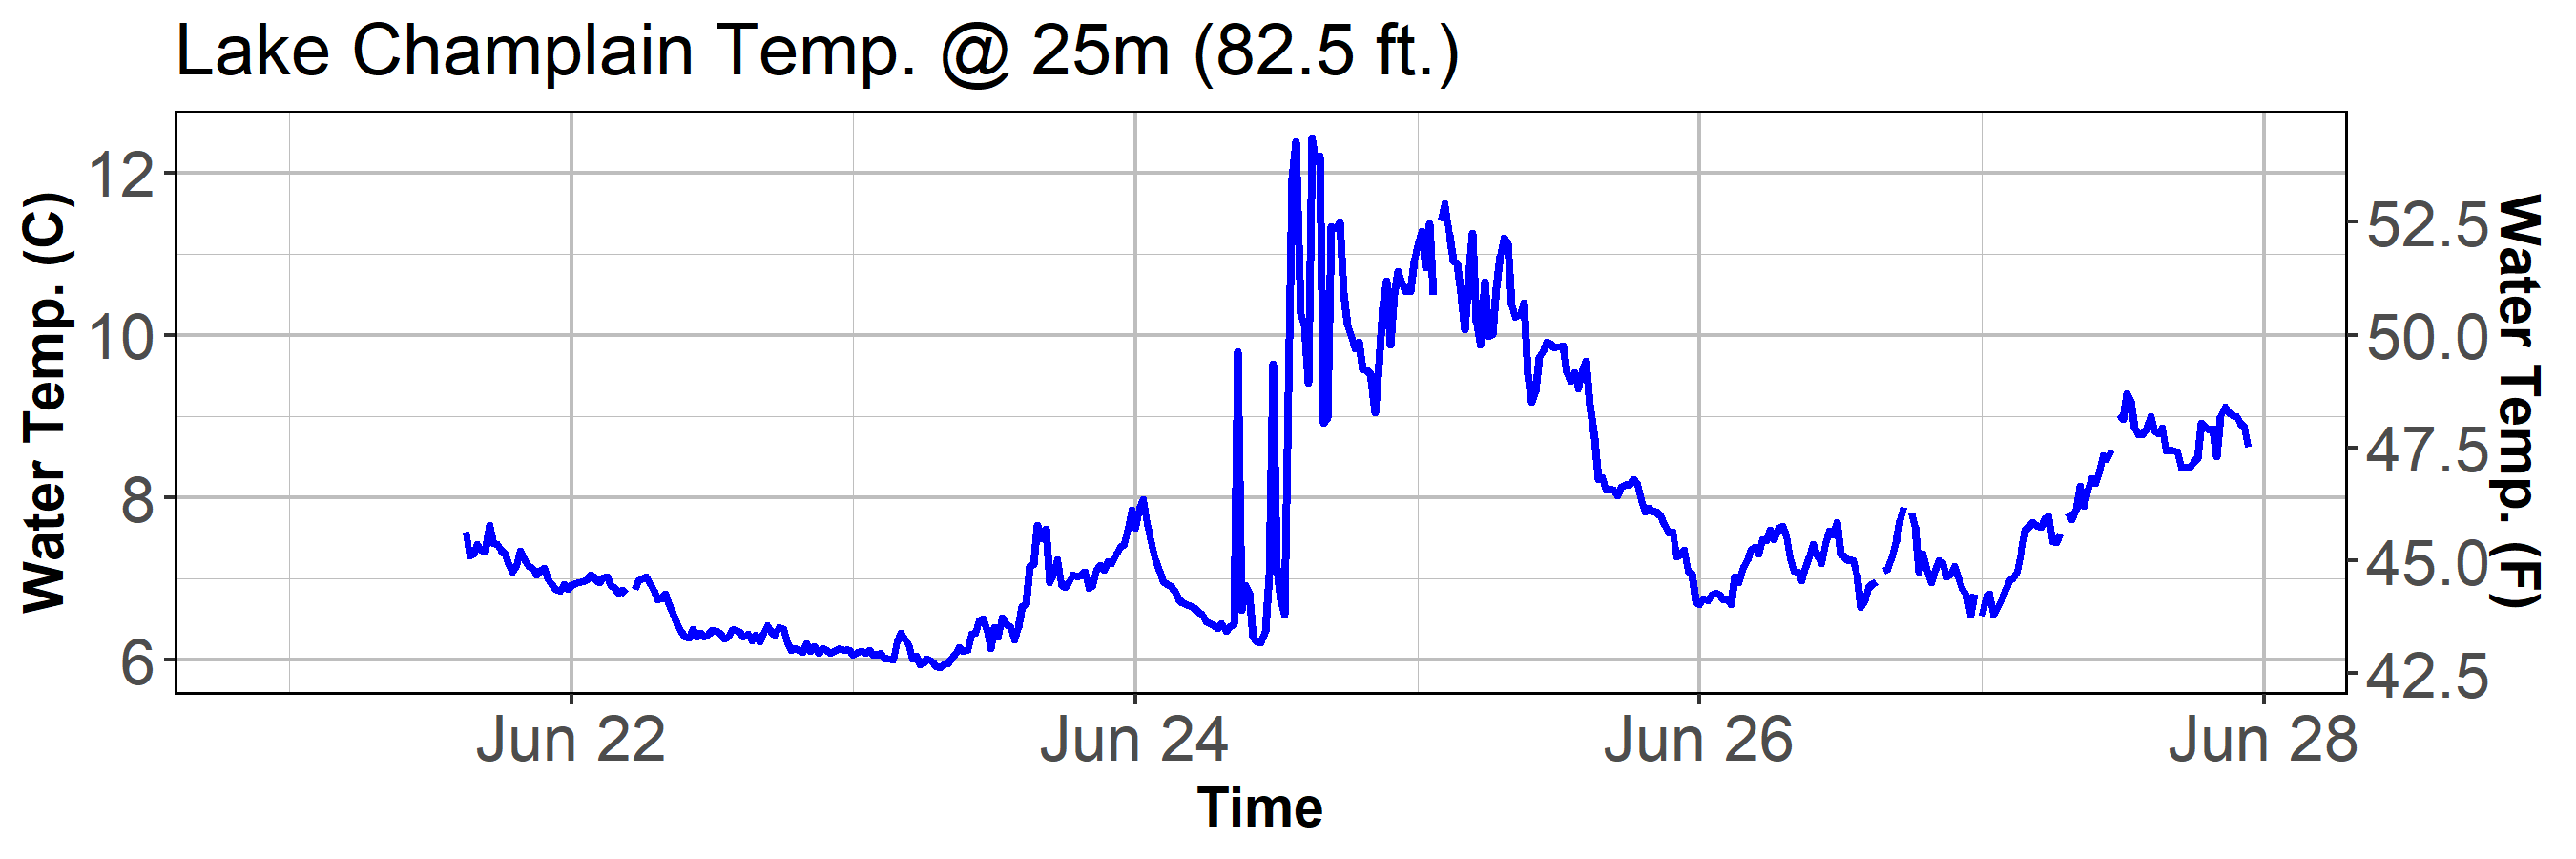 Lake Champlain Temp. @ 25m (82.5 ft.)
Water Temp. (C)
12
10
8
6
52.5
50.0
47.5
45.0
42.5
Water Temp. (F)
Jun 22
Jun 24
Jun 26
Jun 28
Time